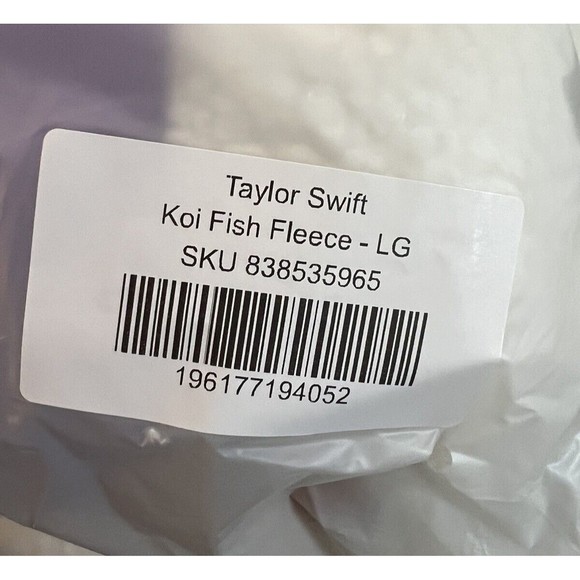 Taylor Swift
Koi Fish Fleece - LG
SKU 838535965
196177194052